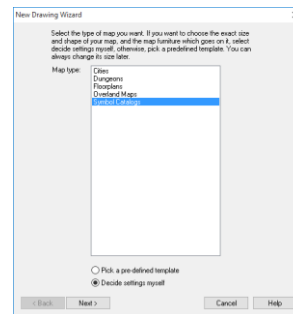 New Drawing Wizard
Select the type of map you want. If you want to choose the exact size
and shape of your map, and the map furniture which goes on it, select
decide settings myself, otherwise, pick a predefined template. You can
always change its size later.
Map type:
Cities
Dungeons
Floorplans
Overland Maps
Symbol Catalogs
Pick a pre-defined template
Decide settings myself
< Back
Next >
Cancel
Help